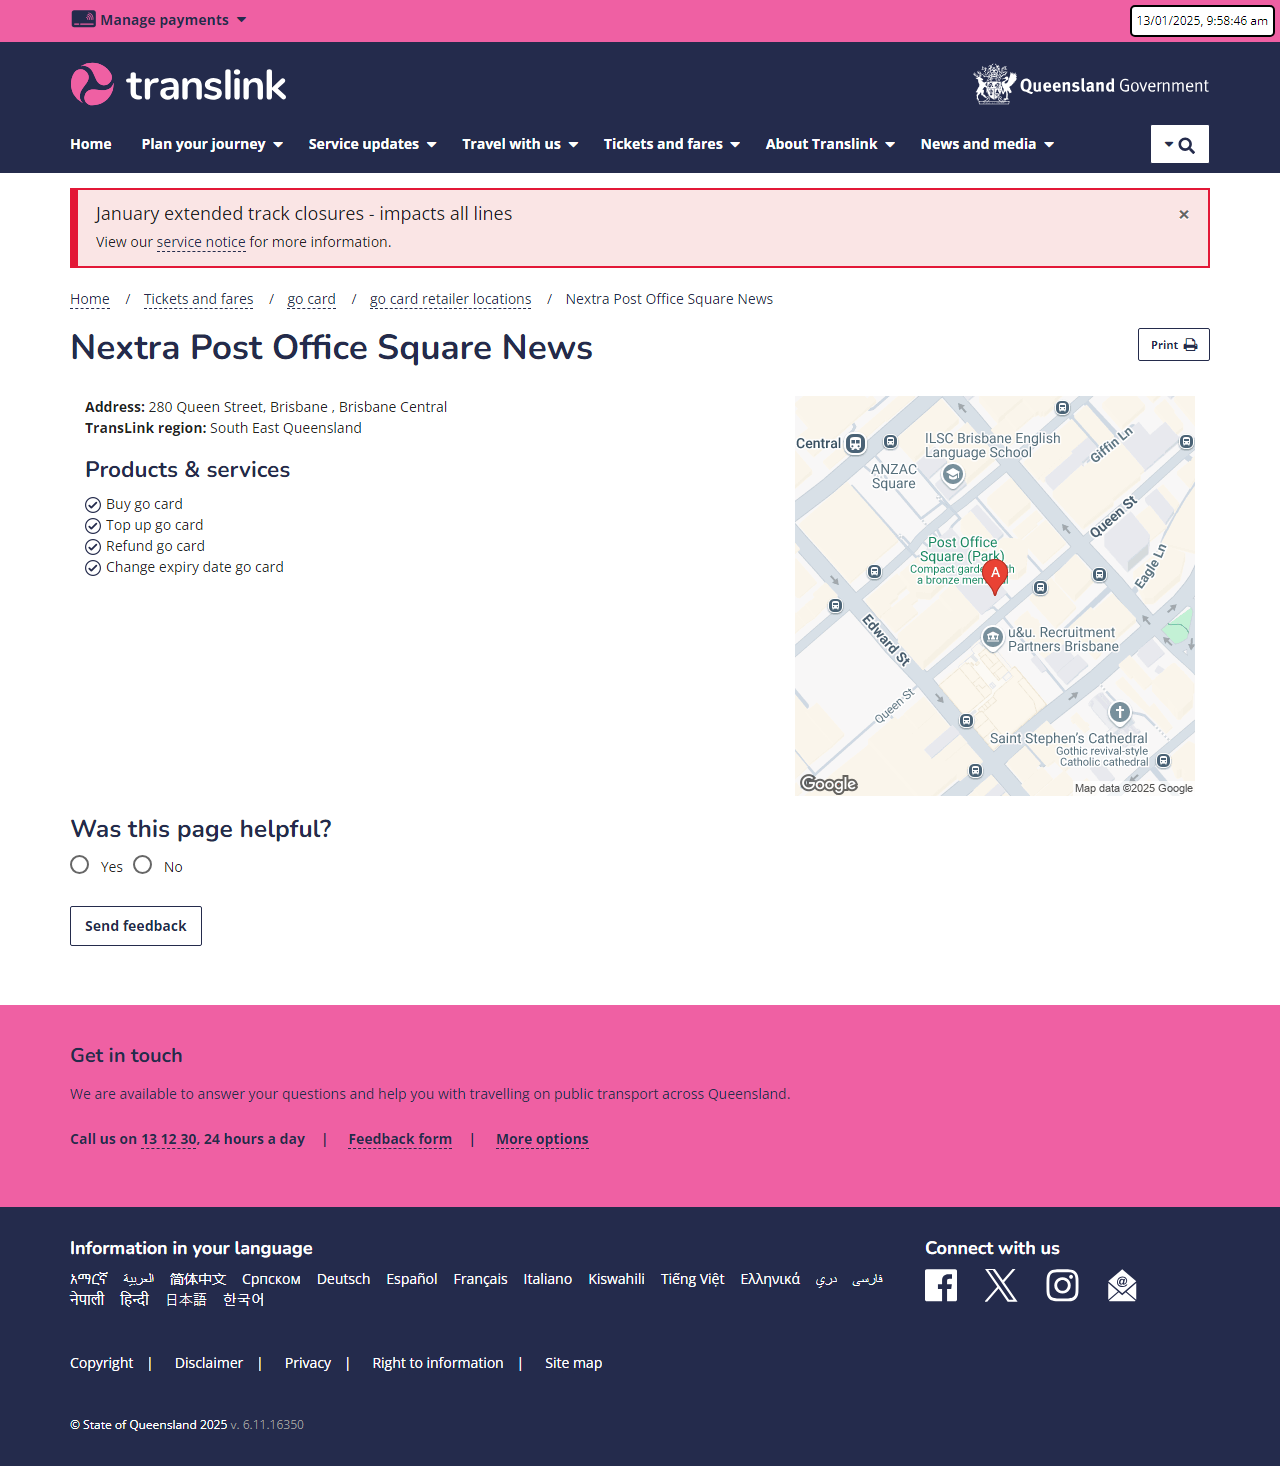 Manage payments
13/01/2025, 9:58:46 am
translink
Queensland Government
Home Plan your journey Service updates Travel with us Tickets and fares About Translink News and media
January extended track closures - impacts all lines ×
View our service notice for more information.
Home / Tickets and fares / go card / go card retailer locations / Nextra Post Office Square News
Nextra Post Office Square News
Print
Address: 280 Queen Street, Brisbane , Brisbane Central
TransLink region: South East Queensland
Products & services
Buy go card
Top up go card
Refund go card
Change expiry date go card
Central
ILSC Brisbane English
Language School
Giffin Ln
ANZAC
Square
Queen St
Post Office
Square (Park)
Compact garden with
a bronze
A
Eagle Ln
Edward St
u&u. Recruitment
Partners Brisbane
Queen St
Saint Stephen's Cathedral
Gothic revival-style
Catholic cathedral
Google
Map data ©2025 Google
Was this page helpful?
Yes No
Send feedback
Get in touch
We are available to answer your questions and help you with travelling on public transport across Queensland.
Call us on 13 12 30, 24 hours a day | Feedback form | More options
Information in your language
አማርኛ العربية 简体中文 Српском Deutsch Español Français Italiano Kiswahili Tiếng Việt Ελληνικά دري فارسی
नेपाली हिन्दी 日本語 한국어
Connect with us
Copyright | Disclaimer | Privacy | Right to information | Site map
© State of Queensland 2025 v. 6.11.16350